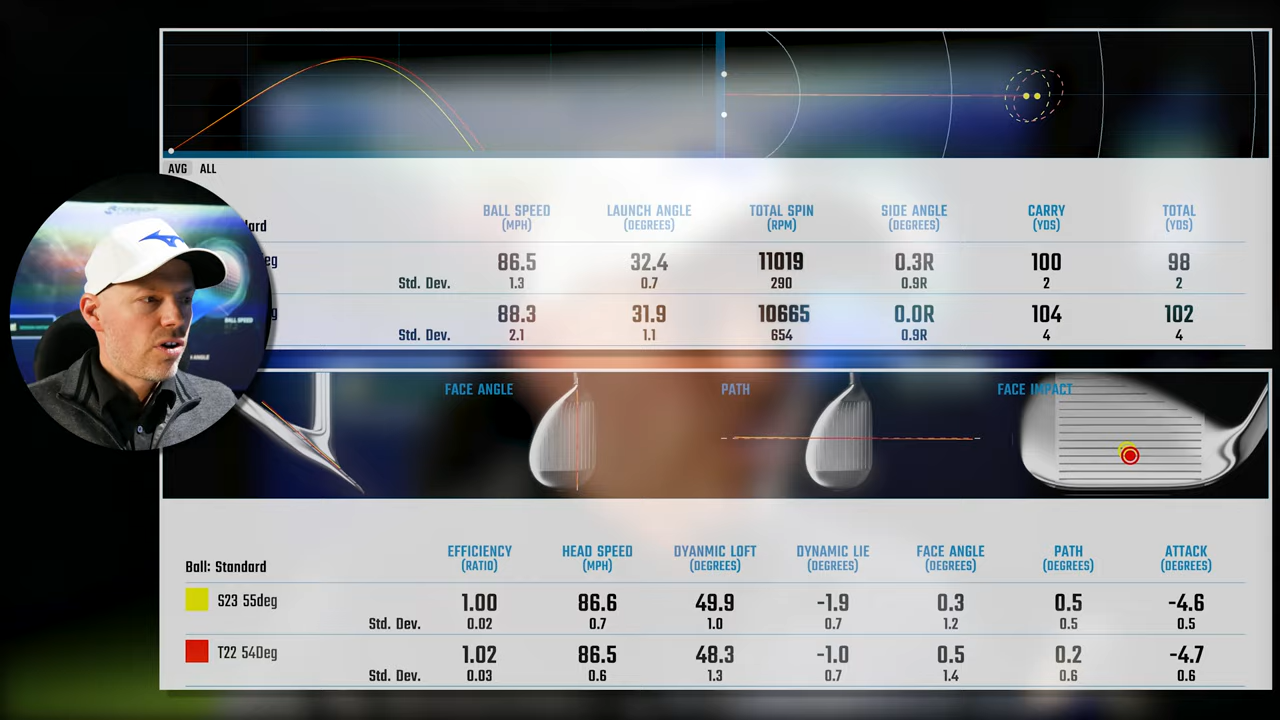 AVG ALL
BALL SPEED LAUNCH ANGLE TOTAL SPIN SIDE ANGLE CARRY TOTAL
(MPH) (DEGREES) (RPM) (DEGREES) (YDS) (YDS)
86.5 32.4 11019 0.3R 100 98
Std. Dev. 1.3 0.7 290 0.9R 2 2
88.3 31.9 10665 0.0R 104 102
Std. Dev. 2.1 1.1 654 0.9R 4 4
FACE ANGLE PATH FACE IMPACT
EFFICIENCY HEAD SPEED DYANMIC LOFT DYNAMIC LIE FACE ANGLE PATH ATTACK
Ball: Standard (RATIO) (MPH) (DEGREES) (DEGREES) (DEGREES) (DEGREES) (DEGREES)
S23 55deg 1.00 86.6 49.9 -1.9 0.3 0.5 -4.6
Std. Dev. 0.02 0.7 1.0 0.7 1.2 0.5 0.5
T22 54Deg 1.02 86.5 48.3 -1.0 0.5 0.2 -4.7
Std. Dev. 0.03 0.6 1.3 0.7 1.4 0.6 0.6